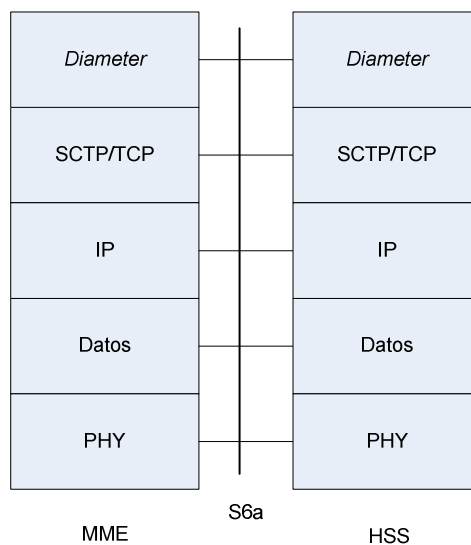 Diameter
Diameter
SCTP/TCP
SCTP/TCP
IP
IP
Datos
Datos
PHY
PHY
S6a
MME
HSS